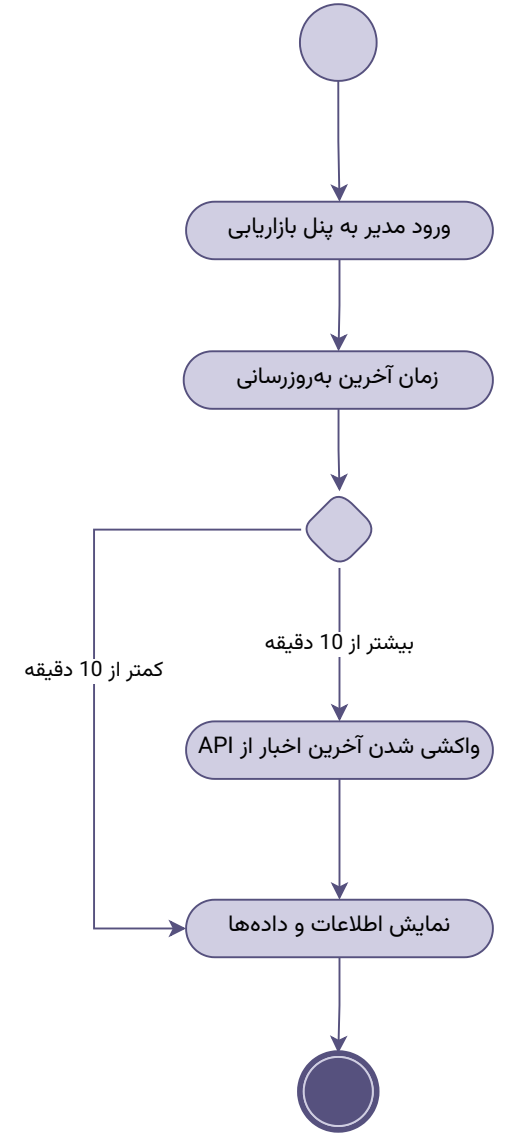 ورود مدیر به پنل بازاریابی
زمان آخرین به‌روزرسانی
بیشتر از 10 دقیقه
کمتر از 10 دقیقه
واکشی شدن آخرین اخبار از API
نمایش اطلاعات و داده‌ها